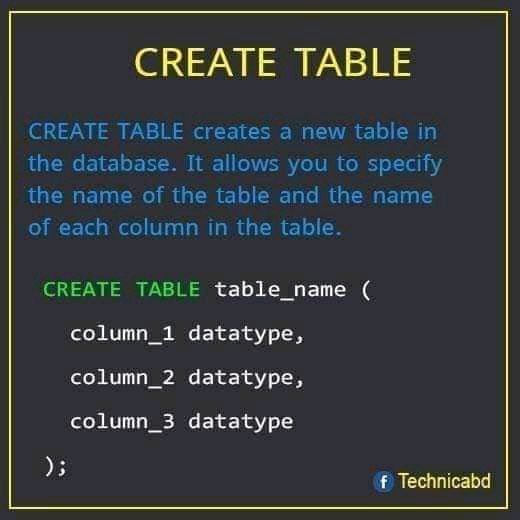 CREATE TABLE
CREATE TABLE creates a new table in
the database. It allows you to specify
the name of the table and the name
of each column in the table.
CREATE TABLE table_name (
column_1 datatype,
column_2 datatype,
column_3 datatype
);
f Technicabd